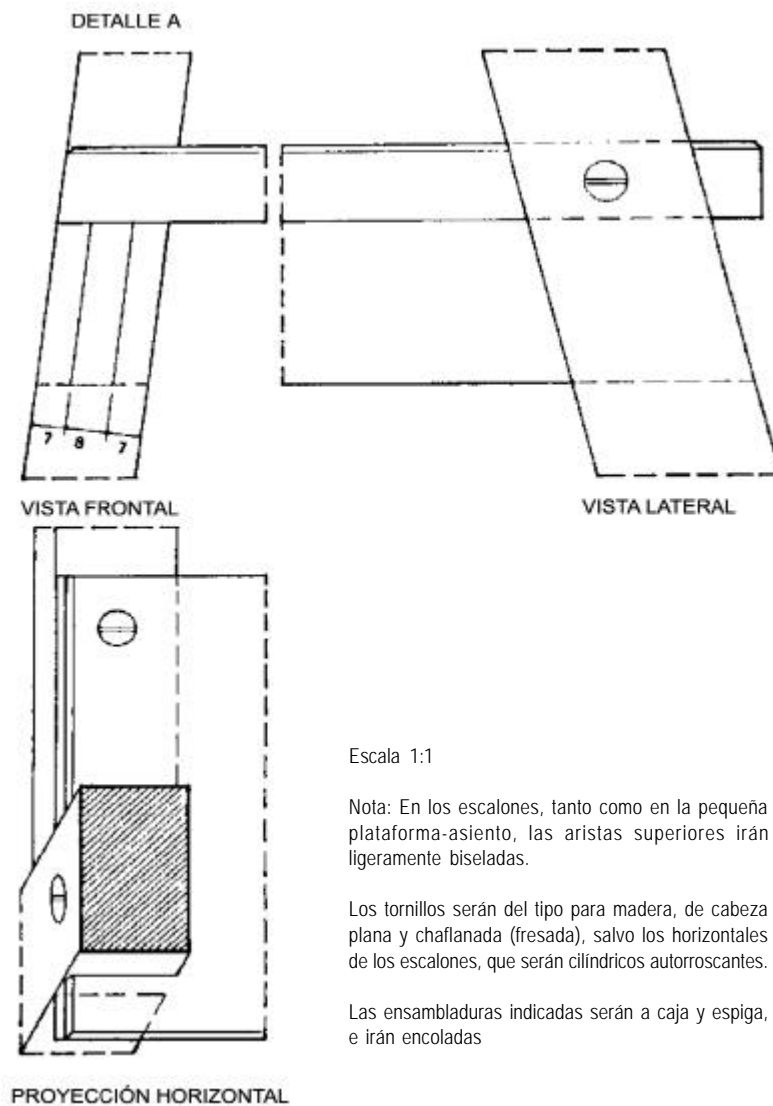 DETALLE A
7 8 7
VISTA FRONTAL
VISTA LATERAL
Escala 1:1
Nota: En los escalones, tanto como en la pequeña
plataforma-asiento, las aristas superiores irán
ligeramente biseladas.
Los tornillos serán del tipo para madera, de cabeza
plana y chaflanada (fresada), salvo los horizontales
de los escalones, que serán cilíndricos autorroscantes.
Las ensambladuras indicadas serán a caja y espiga,
e irán encoladas
PROYECCIÓN HORIZONTAL